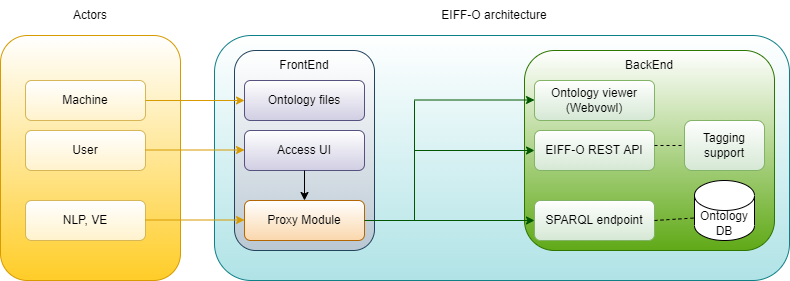 Actors
EIFF-O architecture
Machine
User
NLP, VE
FrontEnd
Ontology files
Access UI
Proxy Module
BackEnd
Ontology viewer
(Webvowl)
EIFF-O REST API
Tagging
support
SPARQL endpoint
Ontology
DB